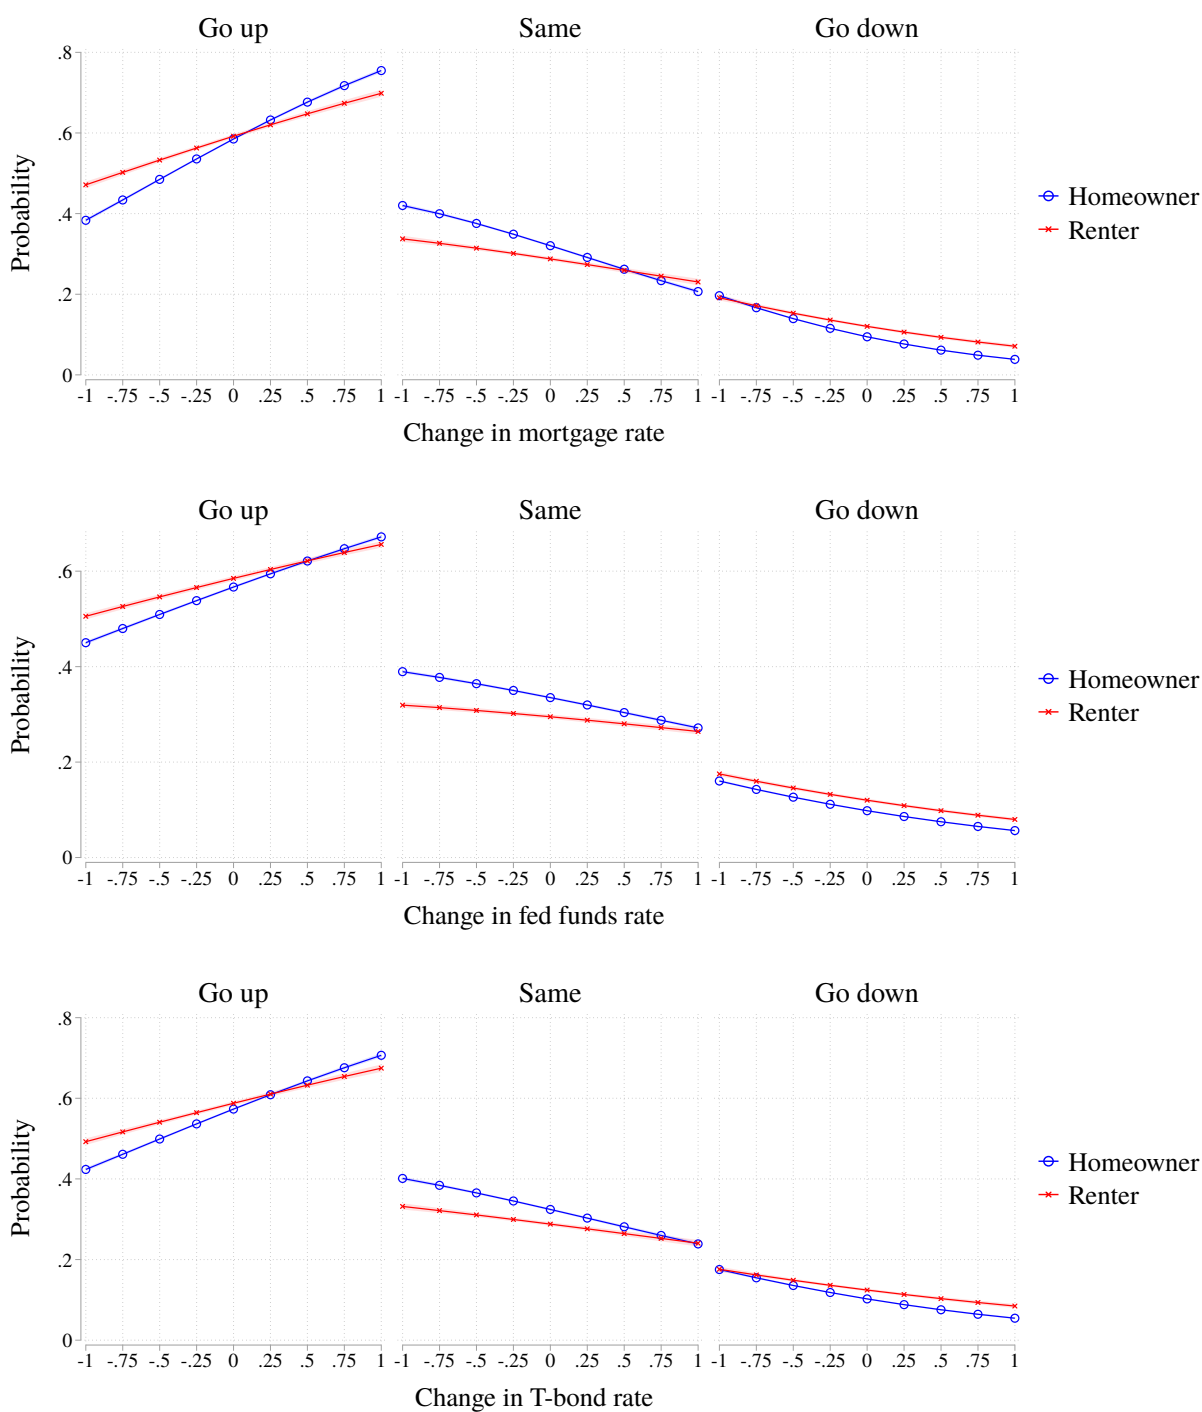 Go up Same Go down
.8
.6
.4
.2
0
Probability
-1 -.75 -.5 -.25 0 .25 .5 .75 1 -1 -.75 -.5 -.25 0 .25 .5 .75 1 -1 -.75 -.5 -.25 0 .25 .5 .75 1
Change in mortgage rate
Homeowner
Renter
Go up Same Go down
.6
.4
.2
0
Probability
-1 -.75 -.5 -.25 0 .25 .5 .75 1 -1 -.75 -.5 -.25 0 .25 .5 .75 1 -1 -.75 -.5 -.25 0 .25 .5 .75 1
Change in fed funds rate
Homeowner
Renter
Go up Same Go down
.8
.6
.4
.2
0
Probability
-1 -.75 -.5 -.25 0 .25 .5 .75 1 -1 -.75 -.5 -.25 0 .25 .5 .75 1 -1 -.75 -.5 -.25 0 .25 .5 .75 1
Change in T-bond rate
Homeowner
Renter